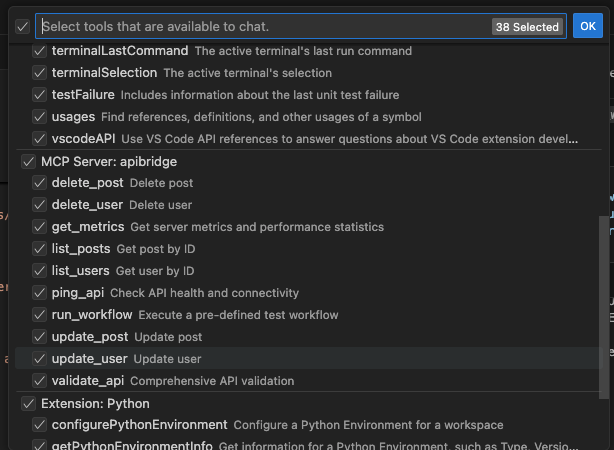 Select tools that are available to chat.
38 Selected
OK
terminalLastCommand The active terminal's last run command
terminalSelection The active terminal's selection
testFailure Includes information about the last unit test failure
usages Find references, definitions, and other usages of a symbol
vscodeAPI Use VS Code API references to answer questions about VS Code extension devel...
MCP Server: apibridge
delete_post Delete post
delete_user Delete user
get_metrics Get server metrics and performance statistics
list_posts Get post by ID
list_users Get user by ID
ping_api Check API health and connectivity
run_workflow Execute a pre-defined test workflow
update_post Update post
update_user Update user
validate_api Comprehensive API validation
Extension: Python
configurePythonEnvironment Configure a Python Environment for a workspace
getPythonEnvironmentInfo Get information for a Python Environment, such as Type, Versio...